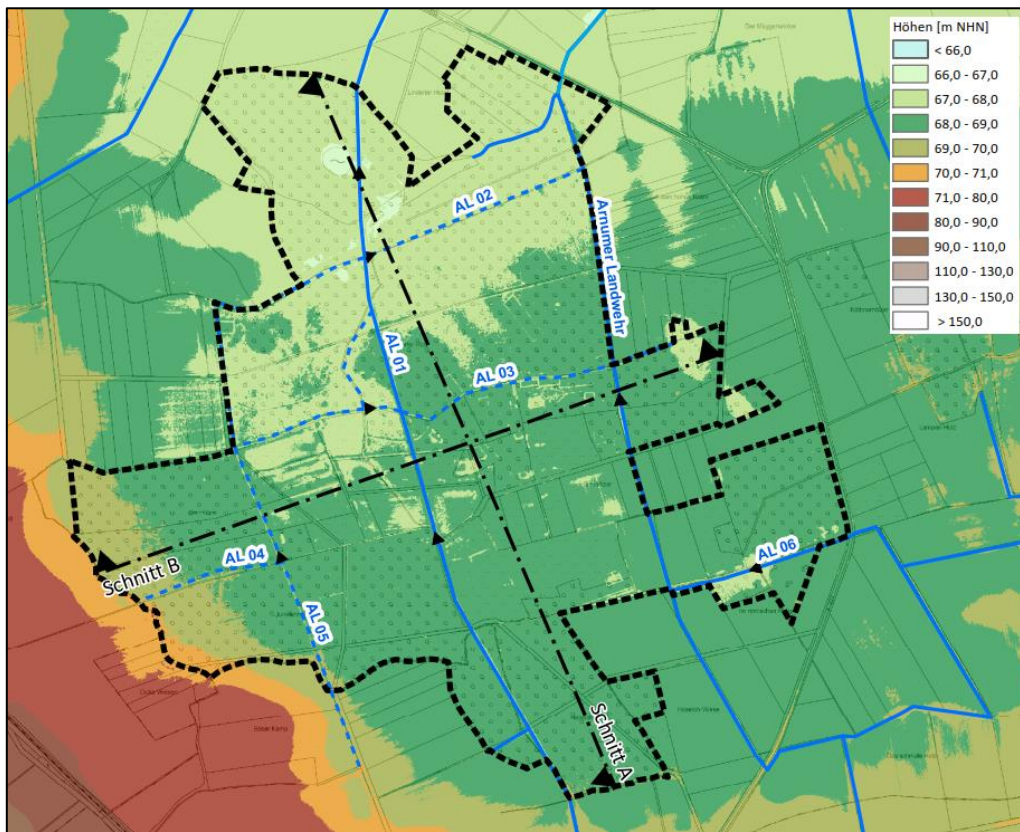 Höhen [m NHN]
< 66,0
66,0 - 67,0
67,0 - 68,0
68,0 - 69,0
69,0 - 70,0
70,0 - 71,0
71,0 - 80,0
80,0 - 90,0
90,0 - 110,0
110,0 - 130,0
130,0 - 150,0
> 150,0
AL 02
Arnumer Landwehr
AL 01
AL 03
AL 04
Schnitt B
AL 05
AL 06
Schnitt A